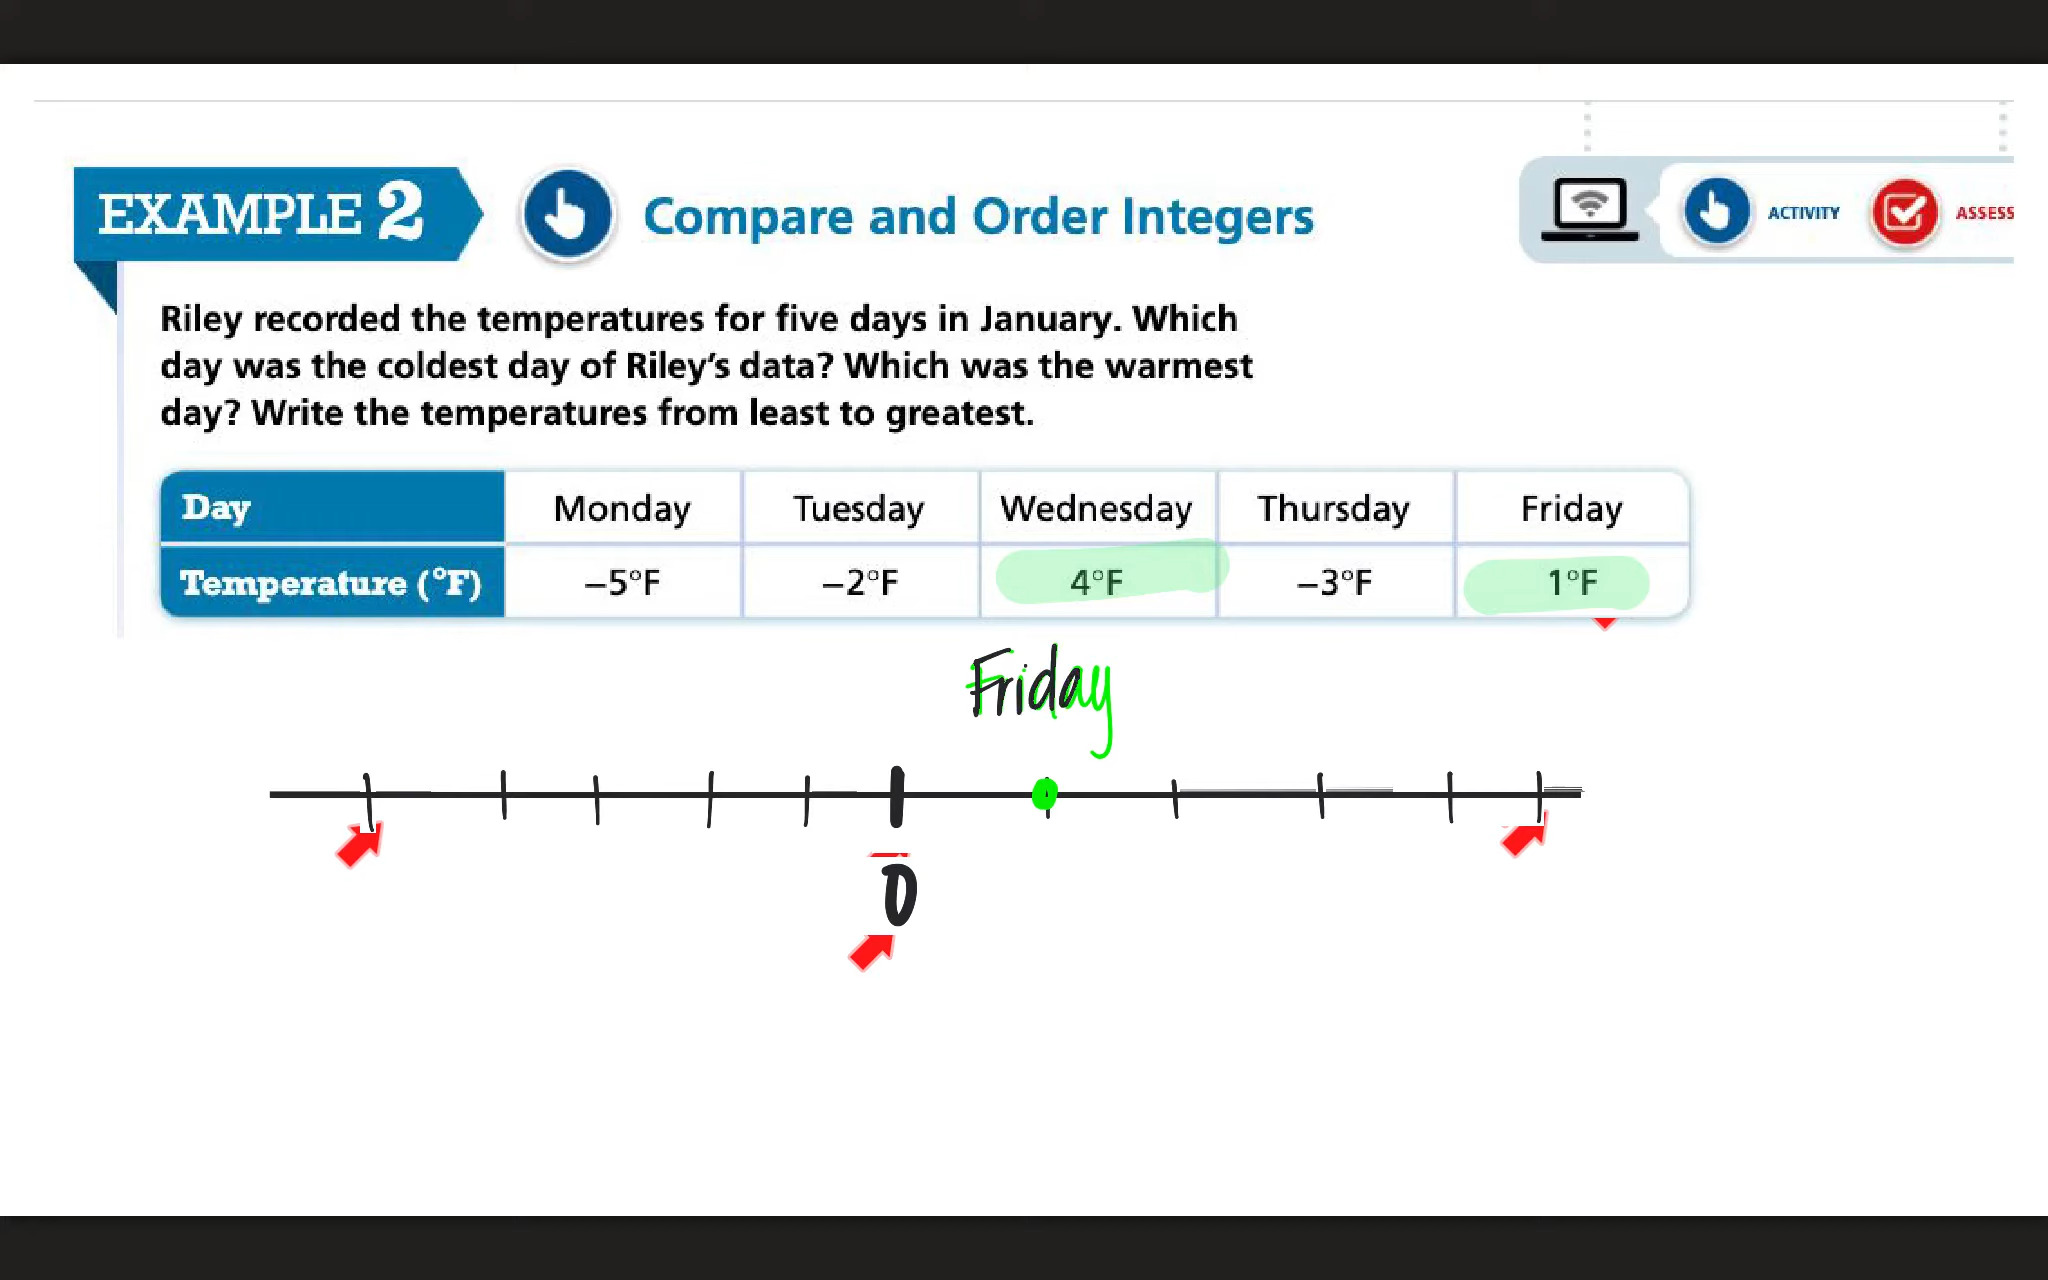 EXAMPLE 2 Compare and Order Integers ACTIVITY ASSESS
Riley recorded the temperatures for five days in January. Which
day was the coldest day of Riley's data? Which was the warmest
day? Write the temperatures from least to greatest.
Day Monday Tuesday Wednesday Thursday Friday
Temperature (°F) −5°F −2°F 4°F −3°F 1°F
Friday
0